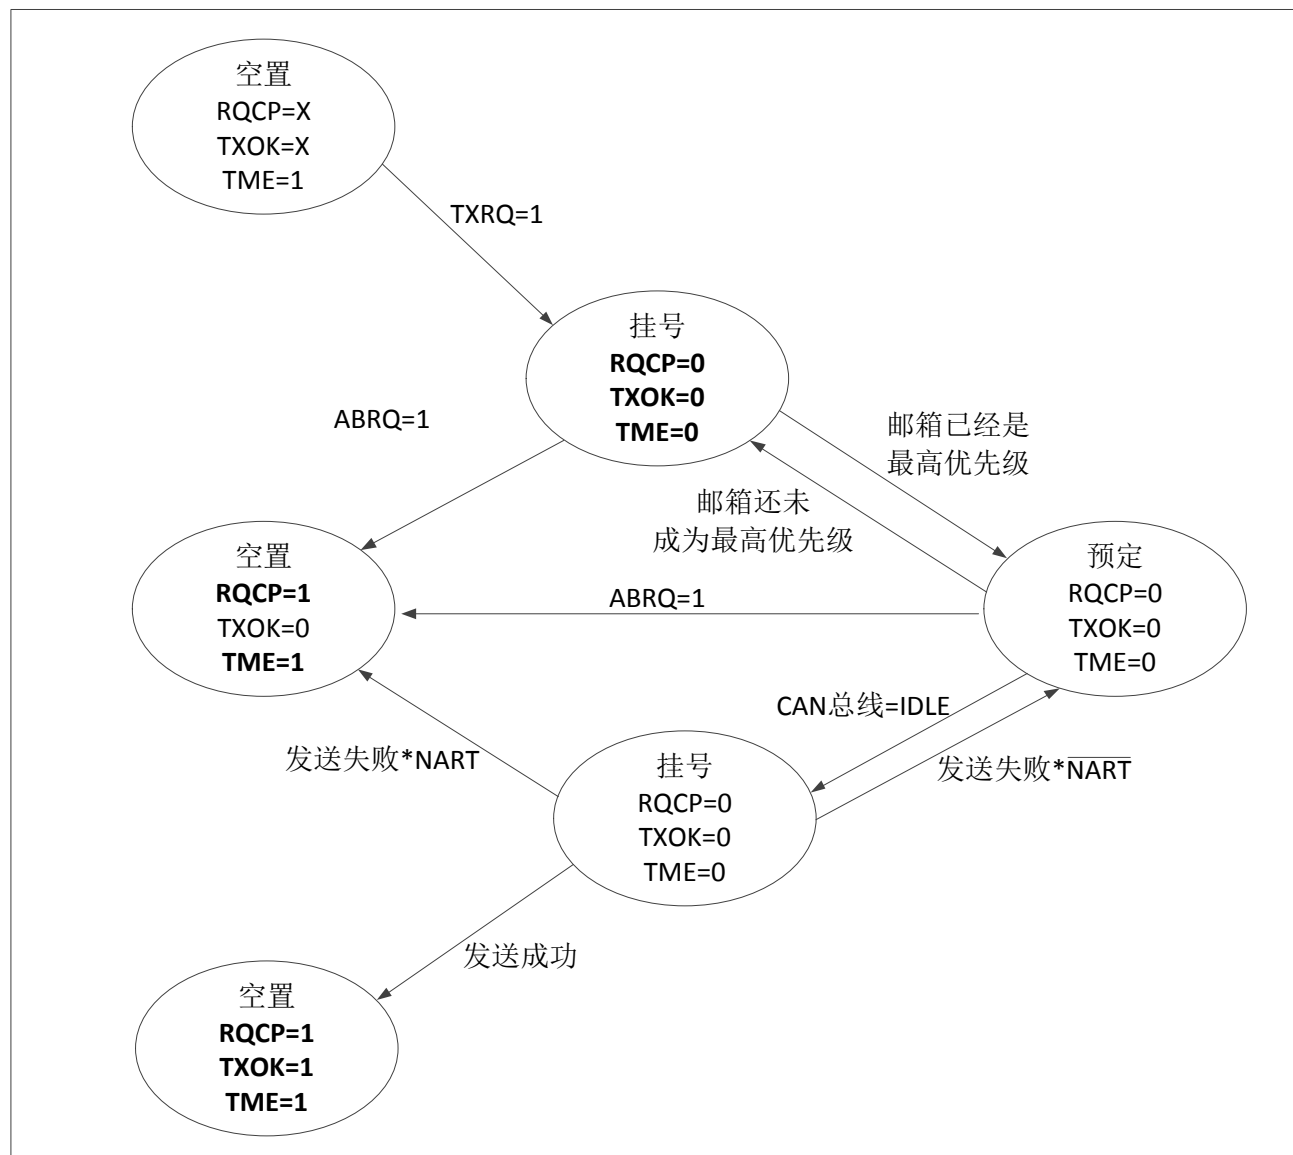 空置
RQCP=X
TXOK=X
TME=1
TXRQ=1
挂号
RQCP=0
TXOK=0
TME=0
ABRQ=1
邮箱已经是
最高优先级
邮箱还未
成为最高优先级
空置
RQCP=1
TXOK=0
TME=1
ABRQ=1
预定
RQCP=0
TXOK=0
TME=0
CAN总线=IDLE
发送失败*NART
挂号
RQCP=0
TXOK=0
TME=0
发送失败*N̅A̅R̅T̅
发送成功
空置
RQCP=1
TXOK=1
TME=1